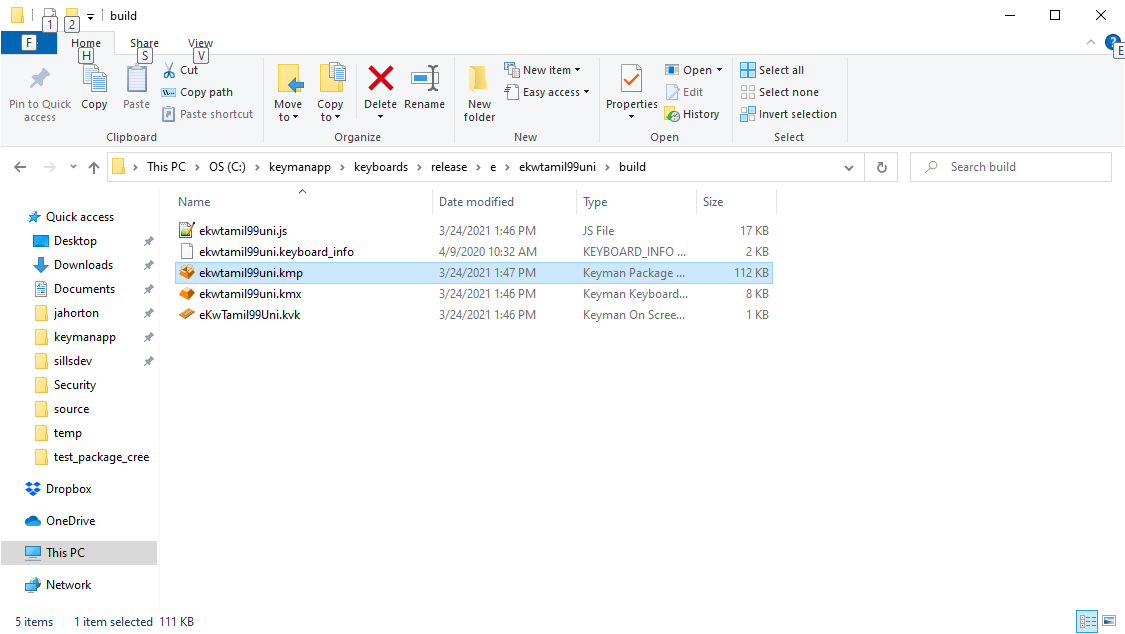 build
1 2
F Home Share View
H S V E
Pin to Quick access
Copy
Paste
Cut
Copy path
Paste shortcut
Clipboard
Move to
Copy to
Delete
Rename
Organize
New folder
New item
Easy access
New
Properties
Open
Edit
History
Open
Select all
Select none
Invert selection
Select
This PC > OS (C:) > keymanapp > keyboards > release > e > ekwtamil99uni > build
Search build
Name Date modified Type Size
ekwtamil99uni.js 3/24/2021 1:46 PM JS File 17 KB
ekwtamil99uni.keyboard_info 4/9/2020 10:32 AM KEYBOARD_INFO ... 2 KB
ekwtamil99uni.kmp 3/24/2021 1:47 PM Keyman Package ... 112 KB
ekwtamil99uni.kmx 3/24/2021 1:46 PM Keyman Keyboard... 8 KB
eKwTamil99Uni.kvk 3/24/2021 1:46 PM Keyman On Scree... 1 KB
Quick access
Desktop
Downloads
Documents
jahorton
keymanapp
sillsdev
Security
source
temp
test_package_cree
Dropbox
OneDrive
This PC
Network
5 items 1 item selected 111 KB